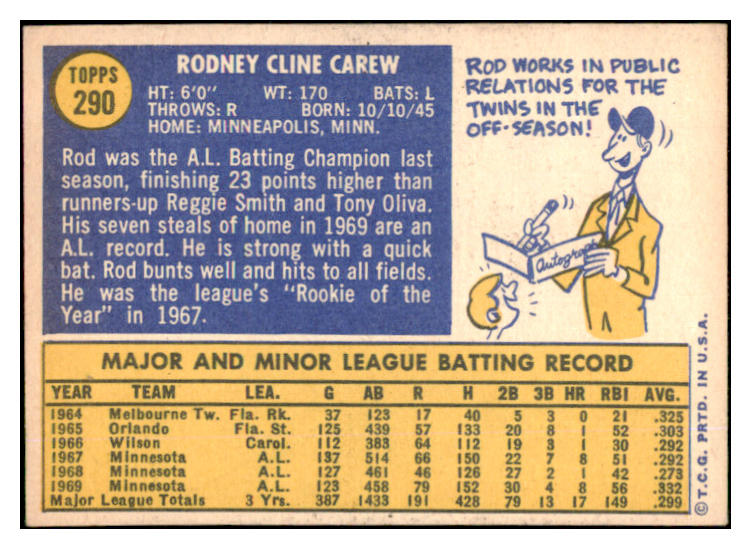 TOPPS
290
RODNEY CLINE CAREW
HT: 6'0" WT: 170 BATS: L
THROWS: R BORN: 10/10/45
HOME: MINNEAPOLIS, MINN.
Rod was the A.L. Batting Champion last
season, finishing 23 points higher than
runners-up Reggie Smith and Tony Oliva.
His seven steals of home in 1969 are an
A.L. record. He is strong with a quick
bat. Rod bunts well and hits to all fields.
He was the league's "Rookie of the
Year" in 1967.
ROD WORKS IN PUBLIC
RELATIONS FOR THE
TWINS IN THE
OFF-SEASON!
Autographs
MAJOR AND MINOR LEAGUE BATTING RECORD
YEAR TEAM LEA. G AB R H 2B 3B HR RBI AVG.
1964 Melbourne Tw. Fla. Rk. 37 123 17 40 5 3 0 21 .325
1965 Orlando Fla. St. 125 439 57 133 20 8 1 52 .303
1966 Wilson Carol. 112 383 64 112 19 3 1 30 .292
1967 Minnesota A.L. 137 514 66 150 22 7 8 51 .292
1968 Minnesota A.L. 127 461 46 126 27 2 1 42 .273
1969 Minnesota A.L. 123 458 79 152 30 4 8 56 .332
Major League Totals 3 Yrs. 387 1433 191 428 79 13 17 149 .299
© T.C.G. PRTD. IN U.S.A.